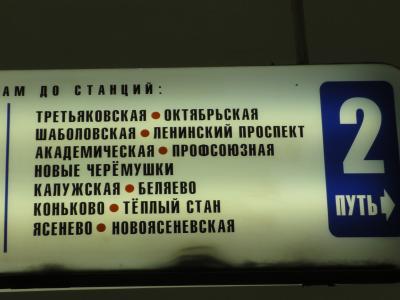 АМ ДО СТАНЦИЙ:
ТРЕТЬЯКОВСКАЯ • ОКТЯБРЬСКАЯ
ШАБОЛОВСКАЯ • ЛЕНИНСКИЙ ПРОСПЕКТ
АКАДЕМИЧЕСКАЯ • ПРОФСОЮЗНАЯ
НОВЫЕ ЧЕРЁМУШКИ
КАЛУЖСКАЯ • БЕЛЯЕВО
КОНЬКОВО • ТЁПЛЫЙ СТАН
ЯСЕНЕВО • НОВОЯСЕНЕВСКАЯ
2
ПУТЬ